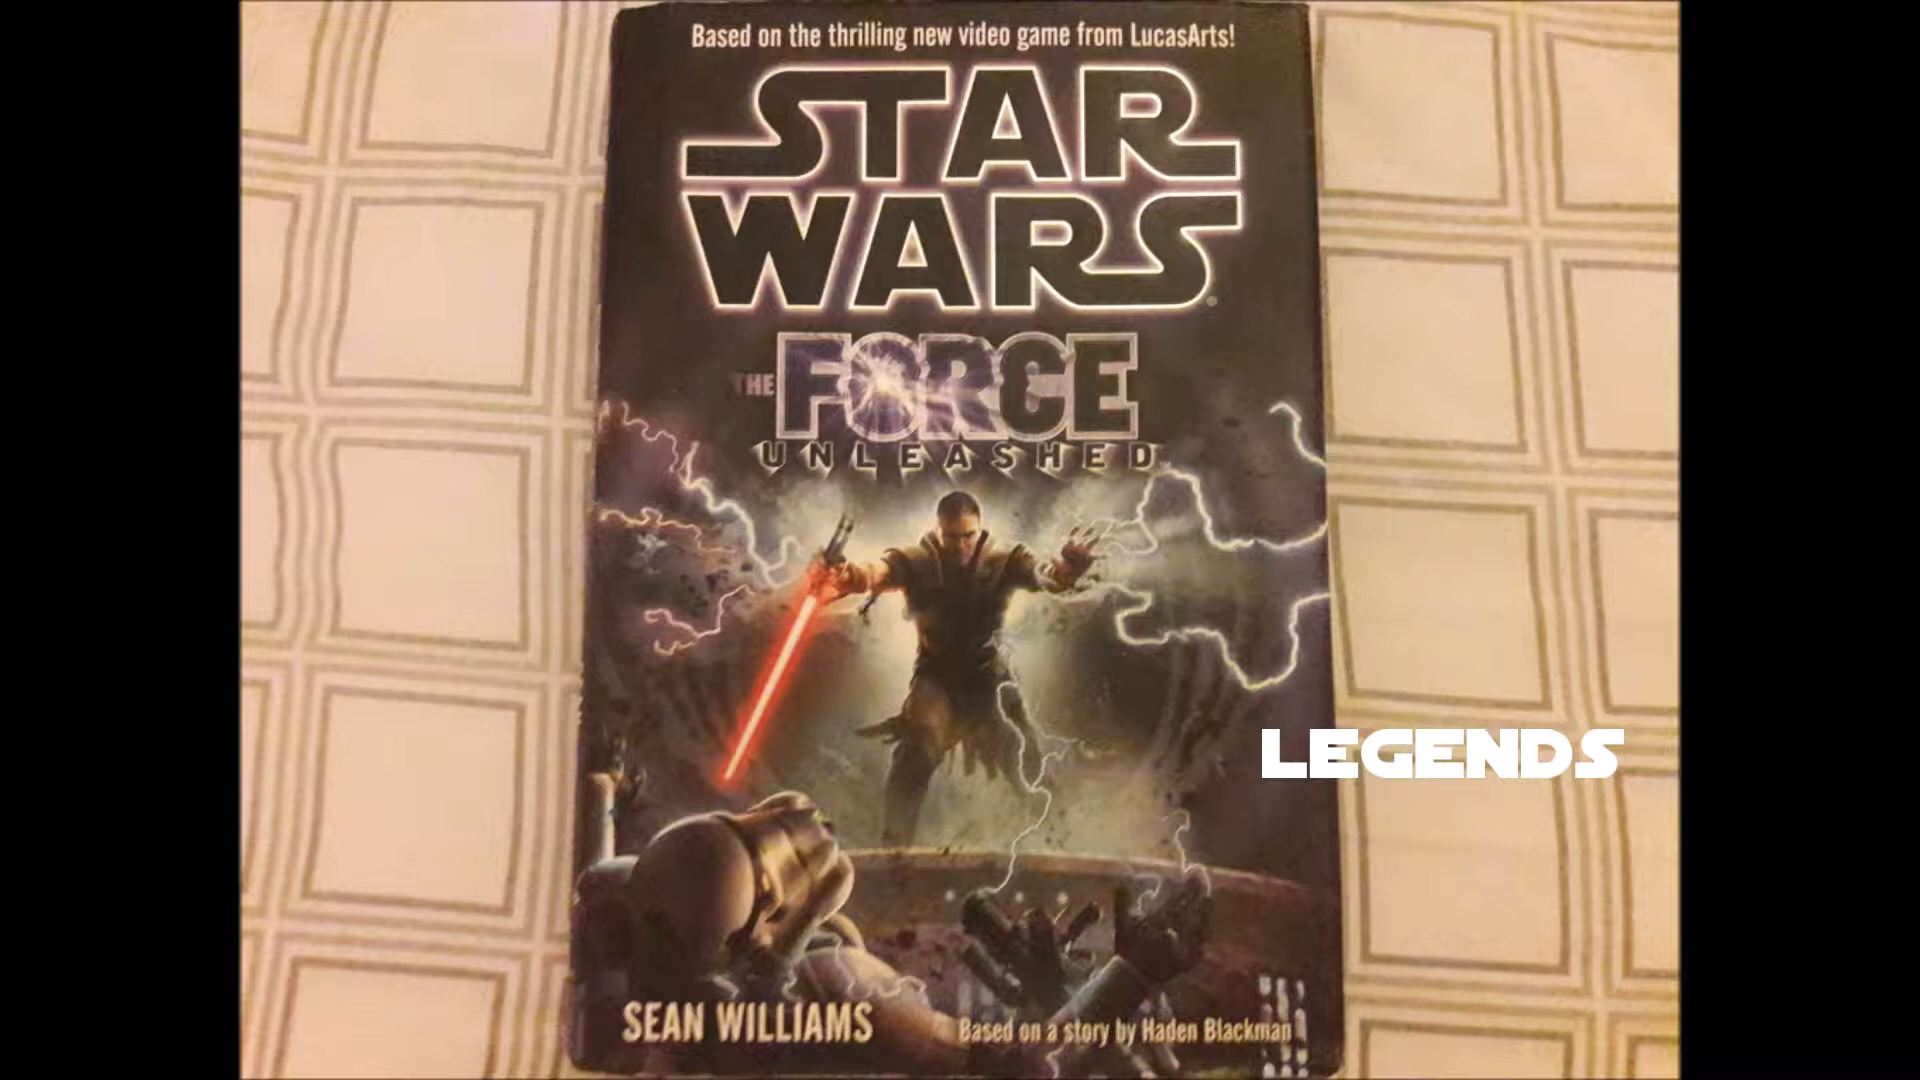 Based on the thrilling new video game from LucasArts!
STAR
WARS
THE FORCE
UNLEASHED
LEGENDS
SEAN WILLIAMS
Based on a story by Haden Blackman